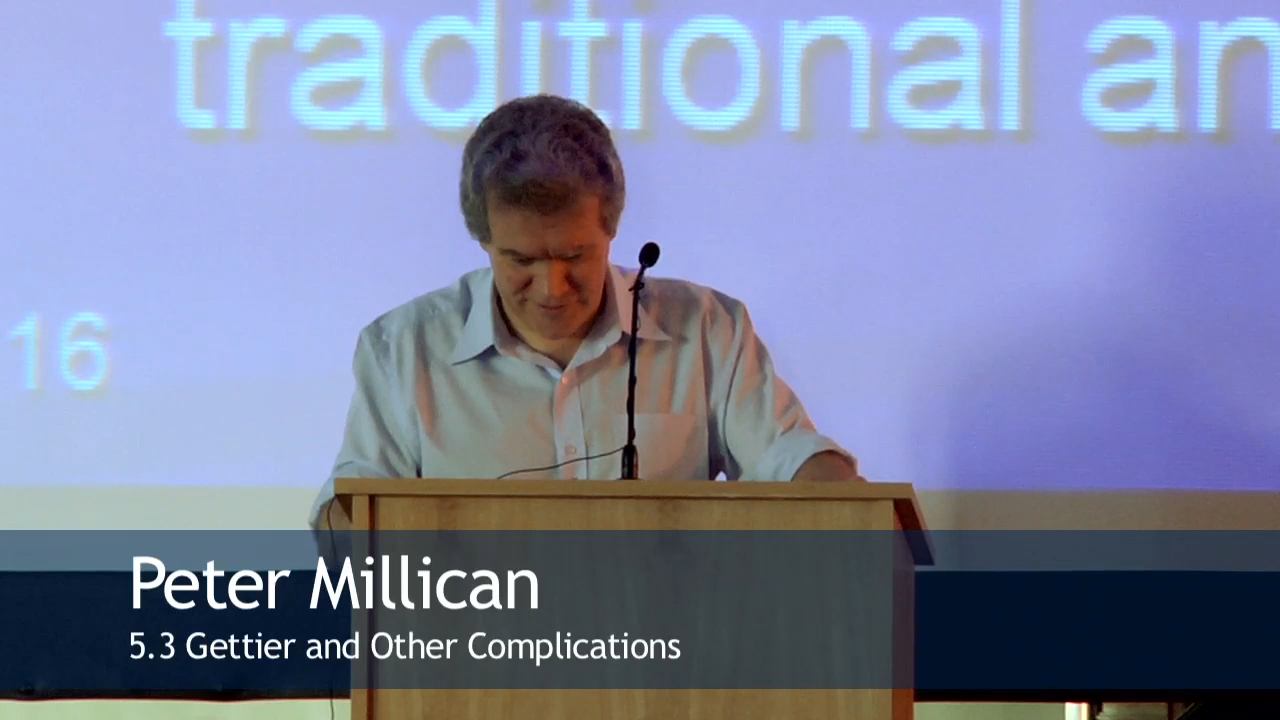 traditional an
16
Peter Millican
5.3 Gettier and Other Complications